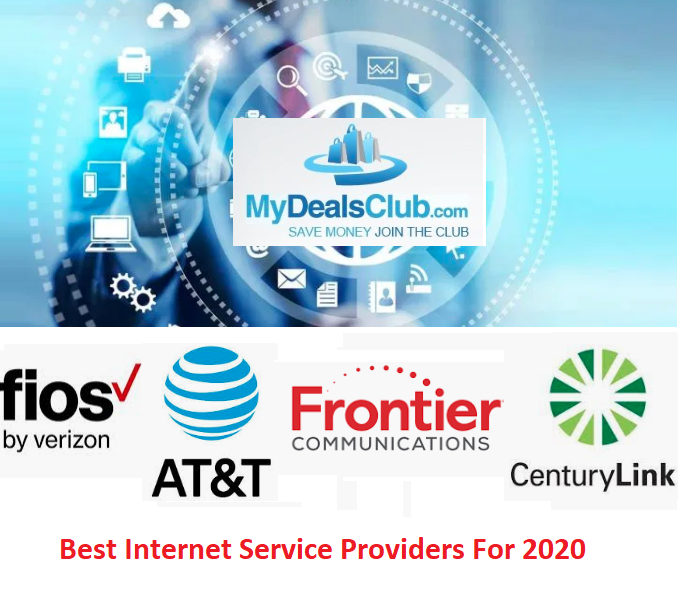 MyDealsClub.com
SAVE MONEY JOIN THE CLUB
fios
by verizon
AT&T
Frontier
COMMUNICATIONS
CenturyLink
Best Internet Service Providers For 2020